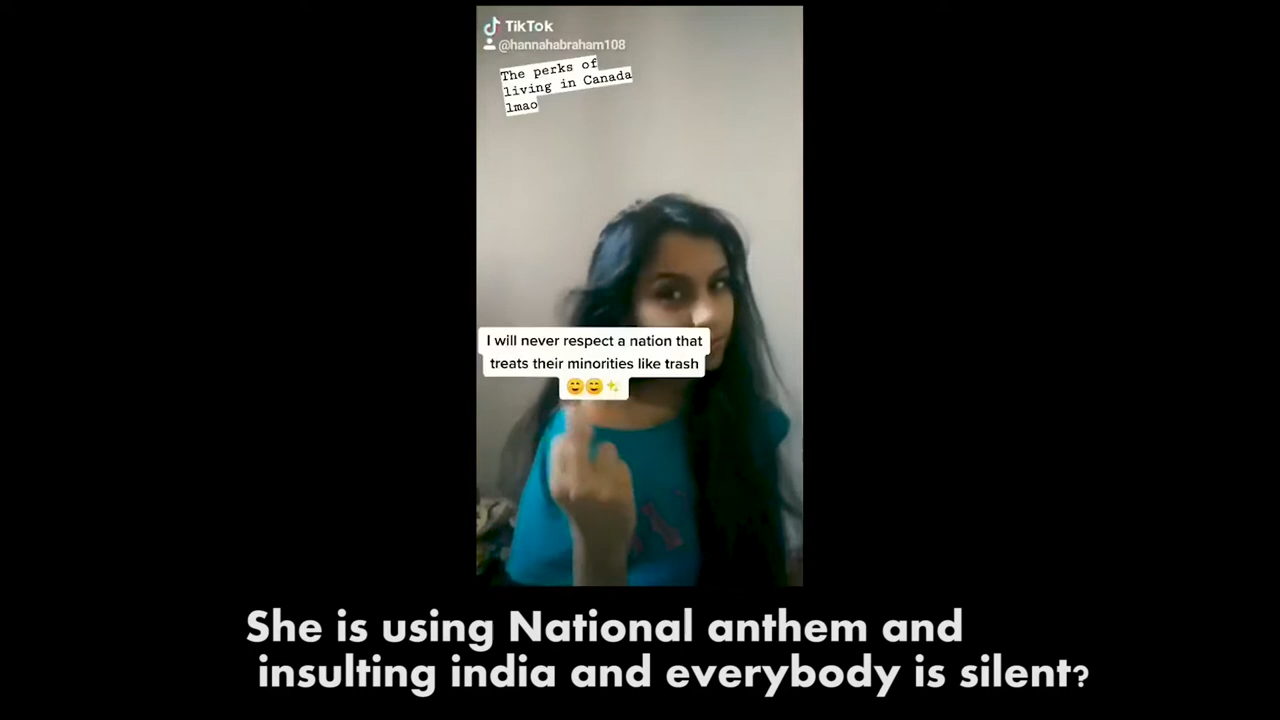 TikTok
@hannahabraham108
The perks of
living in Canada
lmao
I will never respect a nation that
treats their minorities like trash
😊😊✨
She is using National anthem and
insulting india and everybody is silent?